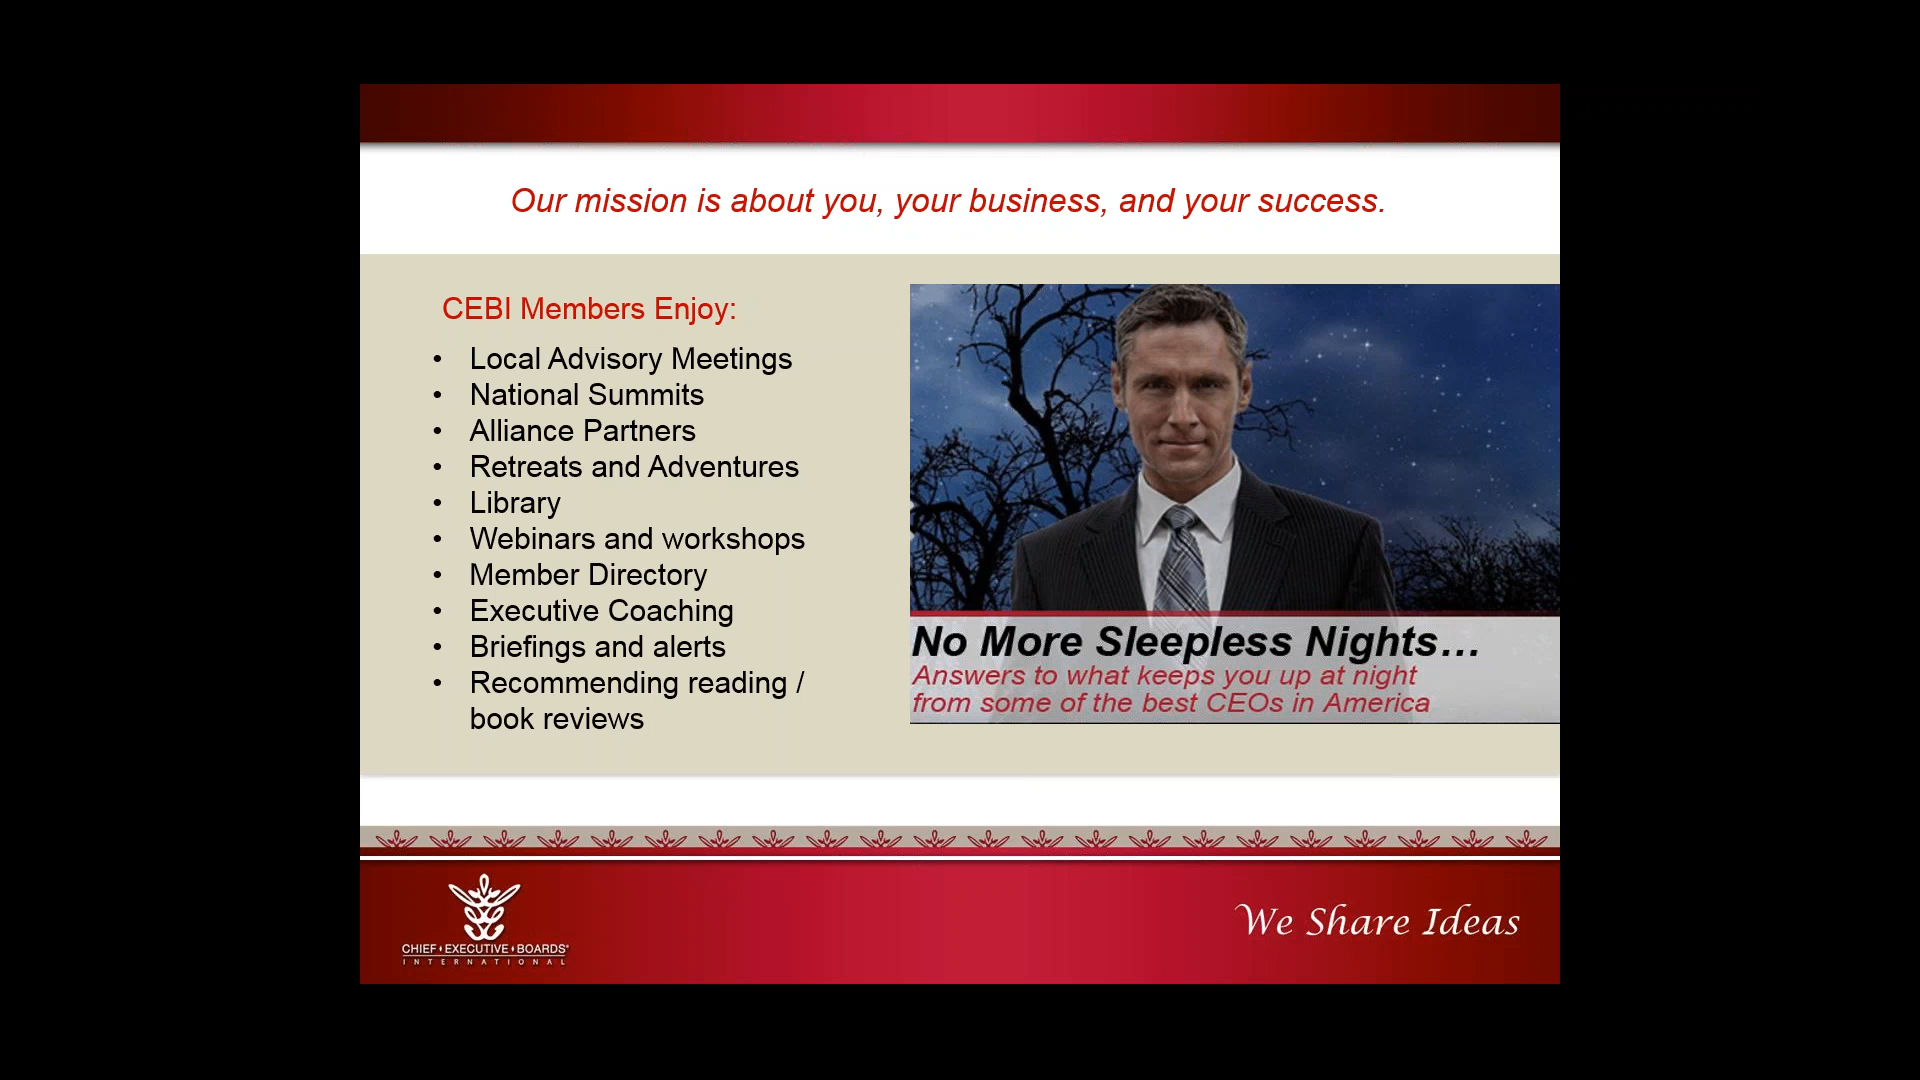 Our mission is about you, your business, and your success.
CEBI Members Enjoy:
• Local Advisory Meetings
• National Summits
• Alliance Partners
• Retreats and Adventures
• Library
• Webinars and workshops
• Member Directory
• Executive Coaching
• Briefings and alerts
• Recommending reading /
book reviews
No More Sleepless Nights...
Answers to what keeps you up at night
from some of the best CEOs in America
CHIEF • EXECUTIVE • BOARDS®
INTERNATIONAL
We Share Ideas